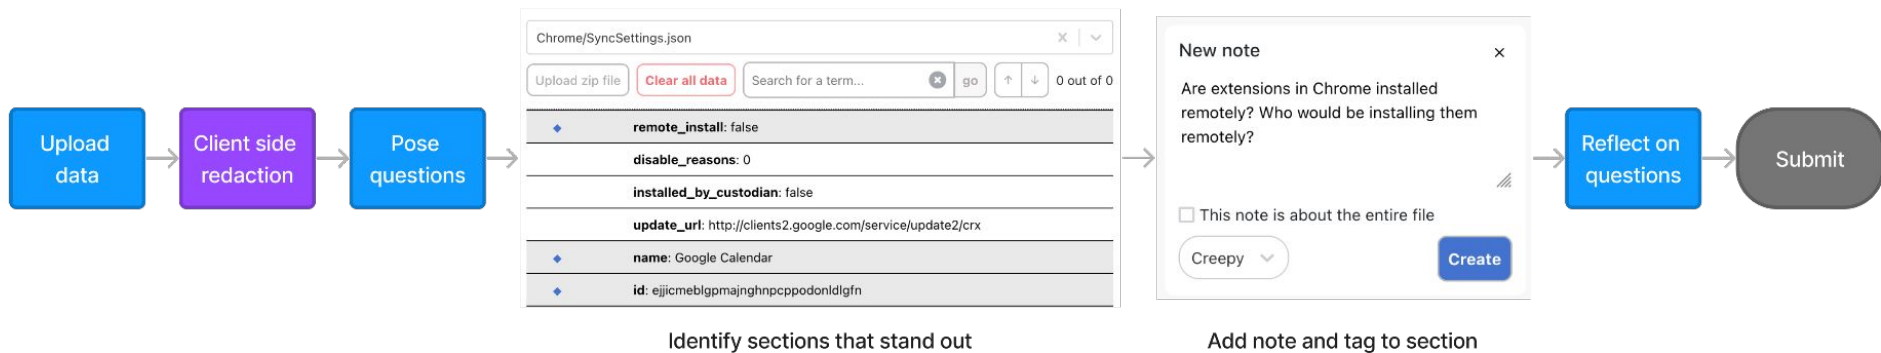 Upload
data
Client side
redaction
Pose
questions
Chrome/SyncSettings.json
Upload zip file
Clear all data
Search for a term...
go
0 out of 0
remote_install: false
disable_reasons: 0
installed_by_custodian: false
update_url: http://clients2.google.com/service/update2/crx
name: Google Calendar
id: ejjicmeblgpmajnghnpcppodonldlgfn
Identify sections that stand out
New note
Are extensions in Chrome installed
remotely? Who would be installing them
remotely?
This note is about the entire file
Creepy
Create
Add note and tag to section
Reflect on
questions
Submit